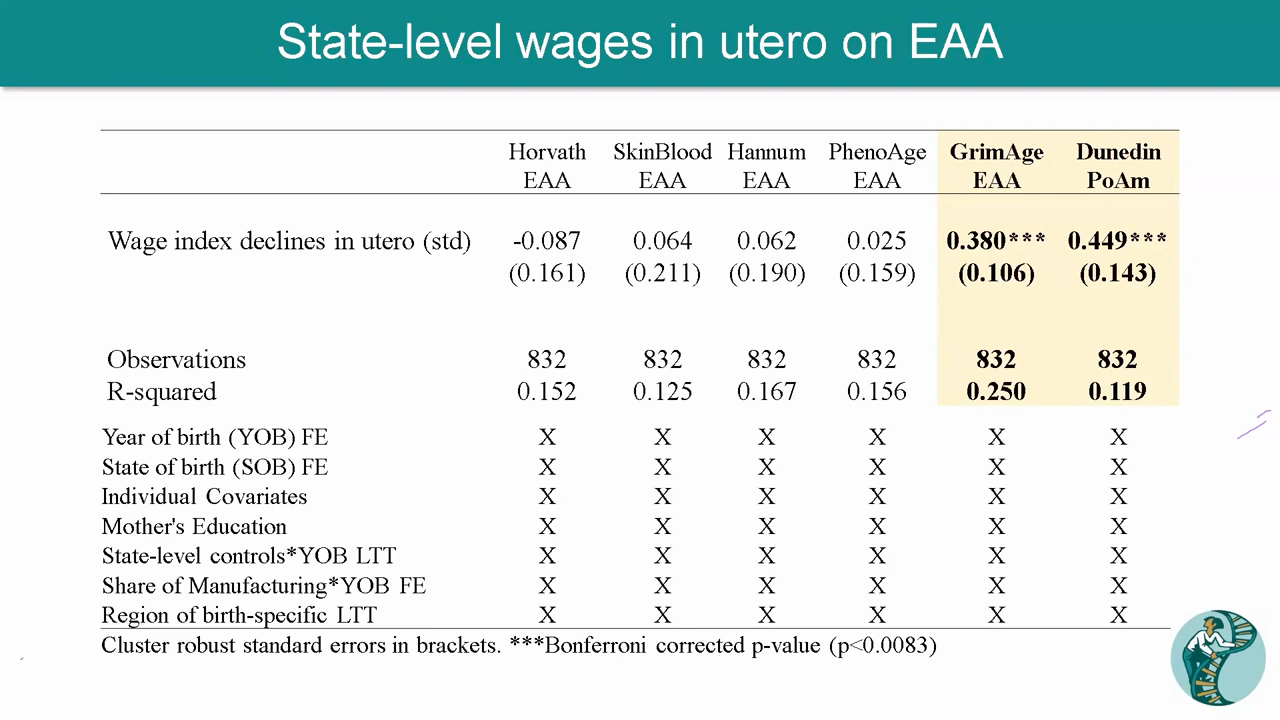 State-level wages in utero on EAA
Horvath SkinBlood Hannum PhenoAge GrimAge Dunedin
EAA EAA EAA EAA EAA PoAm
Wage index declines in utero (std) -0.087 0.064 0.062 0.025 0.380*** 0.449***
(0.161) (0.211) (0.190) (0.159) (0.106) (0.143)
Observations 832 832 832 832 832 832
R-squared 0.152 0.125 0.167 0.156 0.250 0.119
Year of birth (YOB) FE X X X X X X
State of birth (SOB) FE X X X X X X
Individual Covariates X X X X X X
Mother's Education X X X X X X
State-level controls*YOB LTT X X X X X X
Share of Manufacturing*YOB FE X X X X X X
Region of birth-specific LTT X X X X X X
Cluster robust standard errors in brackets. ***Bonferroni corrected p-value (p<0.0083)